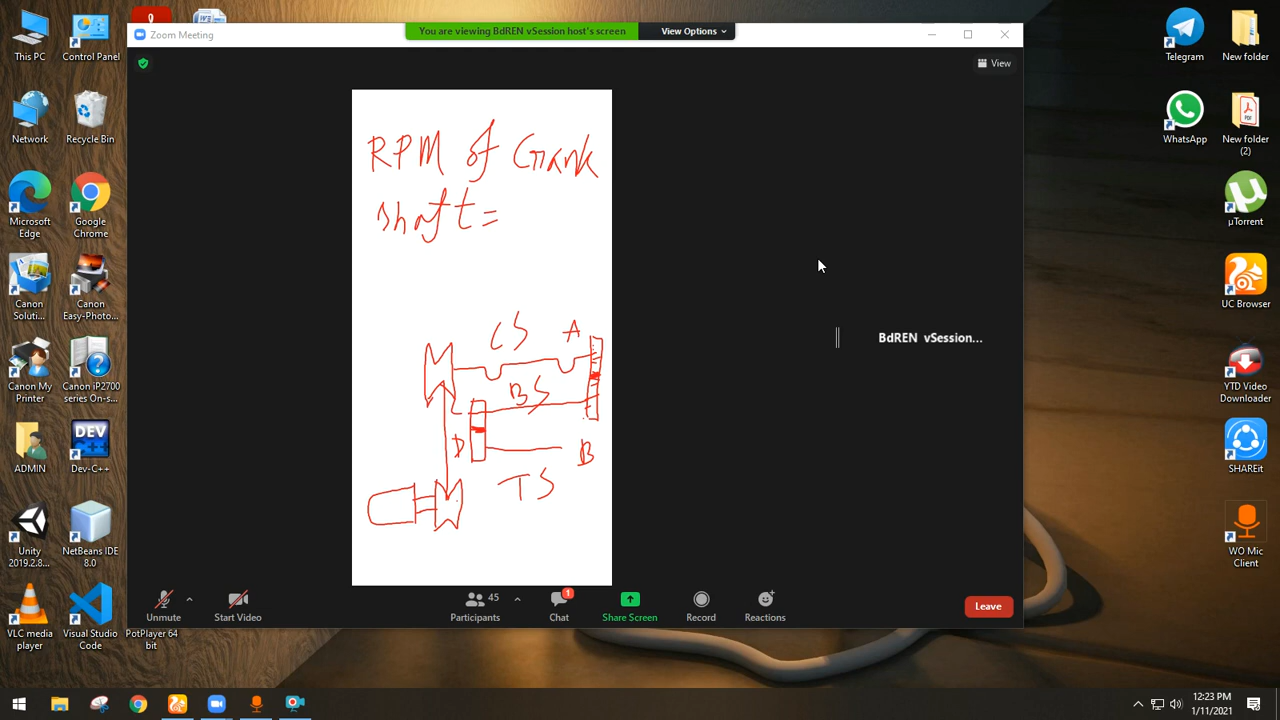 This PC
Control Panel
Network
Recycle Bin
Microsoft
Edge
Google
Chrome
Canon
Soluti...
Canon
Easy-Photo...
Canon My
Printer
Canon iP2700
series On-s...
ADMIN
Dev-C++
Unity
2019.2.8...
NetBeans IDE
8.0
VLC media
player
Visual Studio
Code
PotPlayer 64
bit
Zoom Meeting
You are viewing BdREN vSession host's screen
View Options
View
RPM of Crank
shaft =
CS A
BS
C
D
B
TS
BdREN vSession...
Unmute
Start Video
45
Participants
1
Chat
Share Screen
Record
Reactions
Leave
Telegram
New folder
WhatsApp
New folder
(2)
µTorrent
UC Browser
YTD Video
Downloader
SHAREit
WO Mic
Client
12:23 PM
1/11/2021